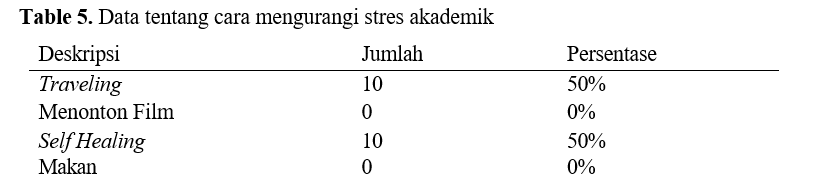 Table 5. Data tentang cara mengurangi stres akademik
Deskripsi Jumlah Persentase
Traveling 10 50%
Menonton Film 0 0%
Self Healing 10 50%
Makan 0 0%